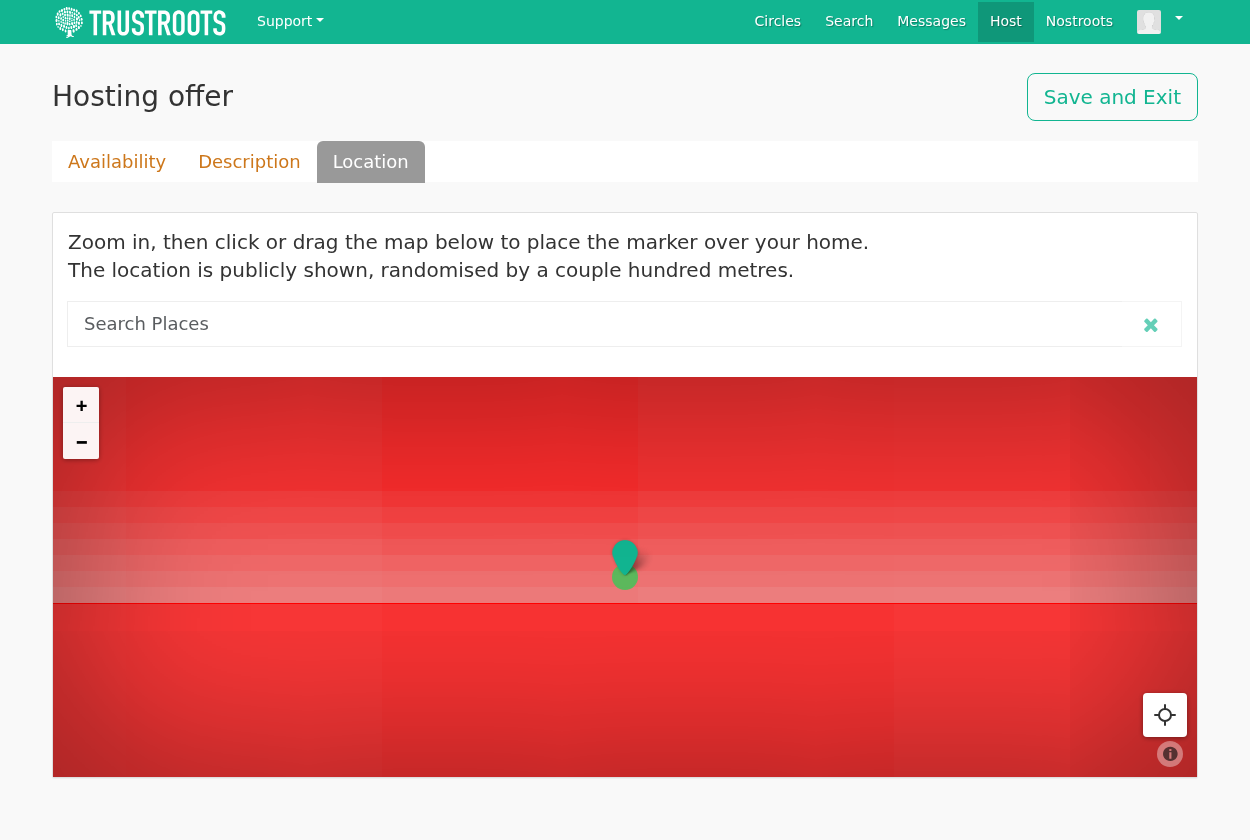 TRUSTROOTS
Support
Circles
Search
Messages
Host
Nostroots
Hosting offer
Save and Exit
Availability
Description
Location
Zoom in, then click or drag the map below to place the marker over your home.
The location is publicly shown, randomised by a couple hundred metres.
Search Places
+
−